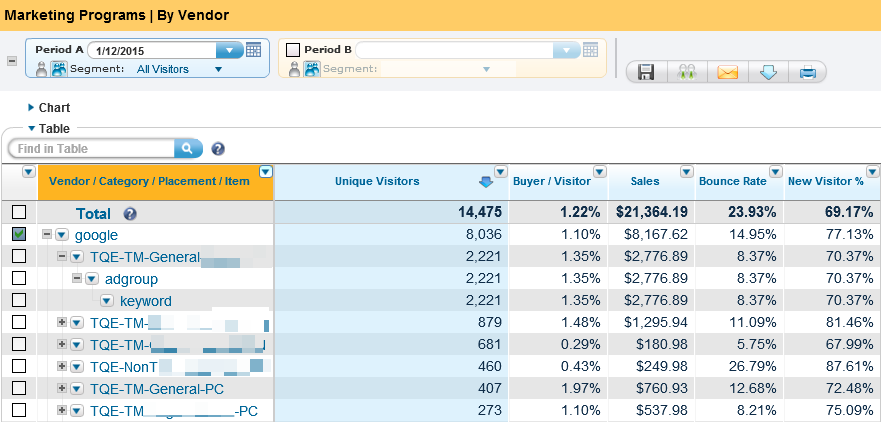 Marketing Programs | By Vendor
Period A 1/12/2015 Period B
Segment: All Visitors Segment:
Chart
Table
Find in Table
Vendor / Category / Placement / Item Unique Visitors Buyer / Visitor Sales Bounce Rate New Visitor %
Total 14,475 1.22% $21,364.19 23.93% 69.17%
google 8,036 1.10% $8,167.62 14.95% 77.13%
TQE-TM-General- 2,221 1.35% $2,776.89 8.37% 70.37%
adgroup 2,221 1.35% $2,776.89 8.37% 70.37%
keyword 2,221 1.35% $2,776.89 8.37% 70.37%
TQE-TM- 879 1.48% $1,295.94 11.09% 81.46%
TQE-TM- 681 0.29% $180.98 5.75% 67.99%
TQE-NonT 460 0.43% $249.98 26.79% 87.61%
TQE-TM-General-PC 407 1.97% $760.93 12.68% 72.48%
TQE-TM -PC 273 1.10% $537.98 8.21% 75.09%